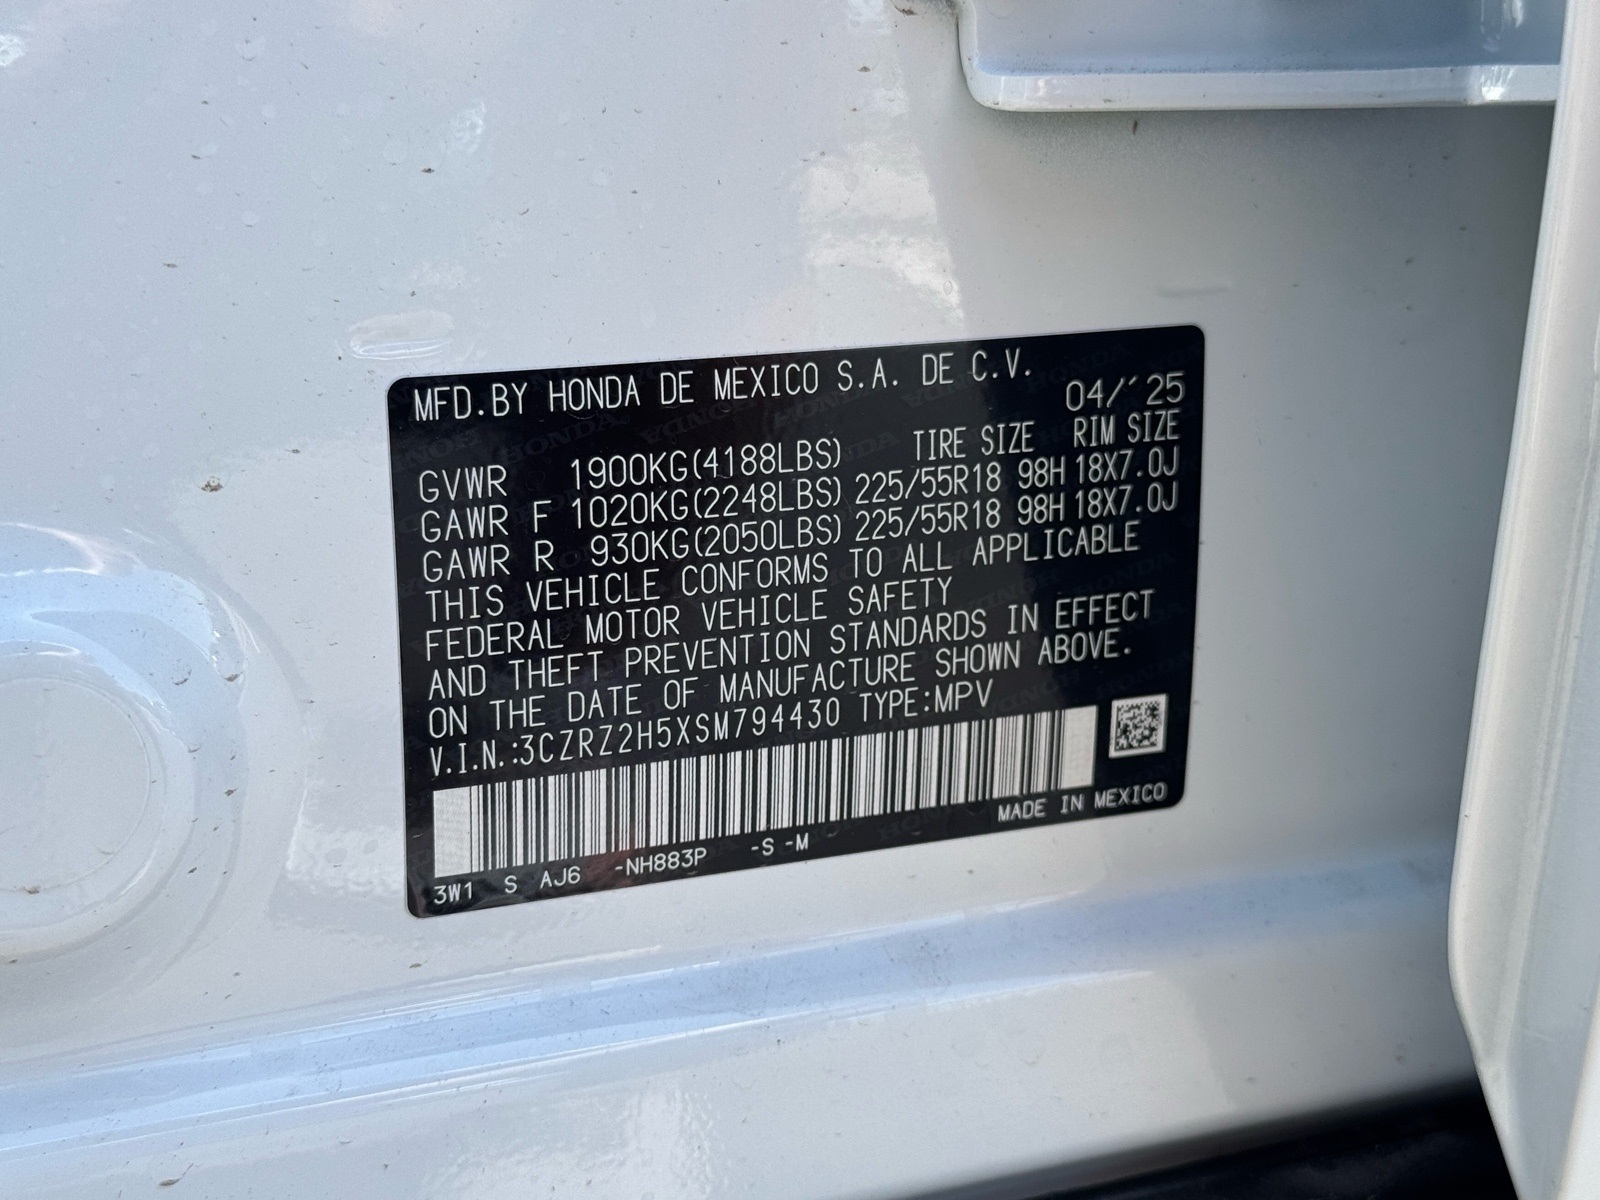 MFD.BY HONDA DE MEXICO S.A. DE C.V.
04/´25
TIRE SIZE RIM SIZE
GVWR 1900KG(4188LBS)
GAWR F 1020KG(2248LBS) 225/55R18 98H 18X7.0J
GAWR R 930KG(2050LBS) 225/55R18 98H 18X7.0J
THIS VEHICLE CONFORMS TO ALL APPLICABLE
FEDERAL MOTOR VEHICLE SAFETY
AND THEFT PREVENTION STANDARDS IN EFFECT
ON THE DATE OF MANUFACTURE SHOWN ABOVE.
V.I.N.:3CZRZ2H5XSM794430 TYPE:MPV
MADE IN MEXICO
3W1 S AJ6 -NH883P -S -M